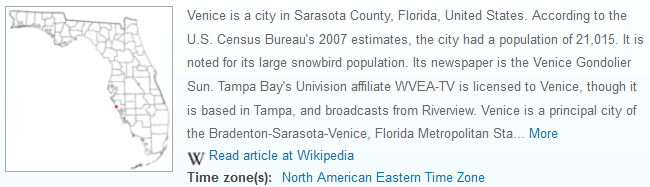 Venice is a city in Sarasota County, Florida, United States. According to the
U.S. Census Bureau's 2007 estimates, the city had a population of 21,015. It is
noted for its large snowbird population. Its newspaper is the Venice Gondolier
Sun. Tampa Bay's Univision affiliate WVEA-TV is licensed to Venice, though it
is based in Tampa, and broadcasts from Riverview. Venice is a principal city of
the Bradenton-Sarasota-Venice, Florida Metropolitan Sta... More
W Read article at Wikipedia
Time zone(s): North American Eastern Time Zone